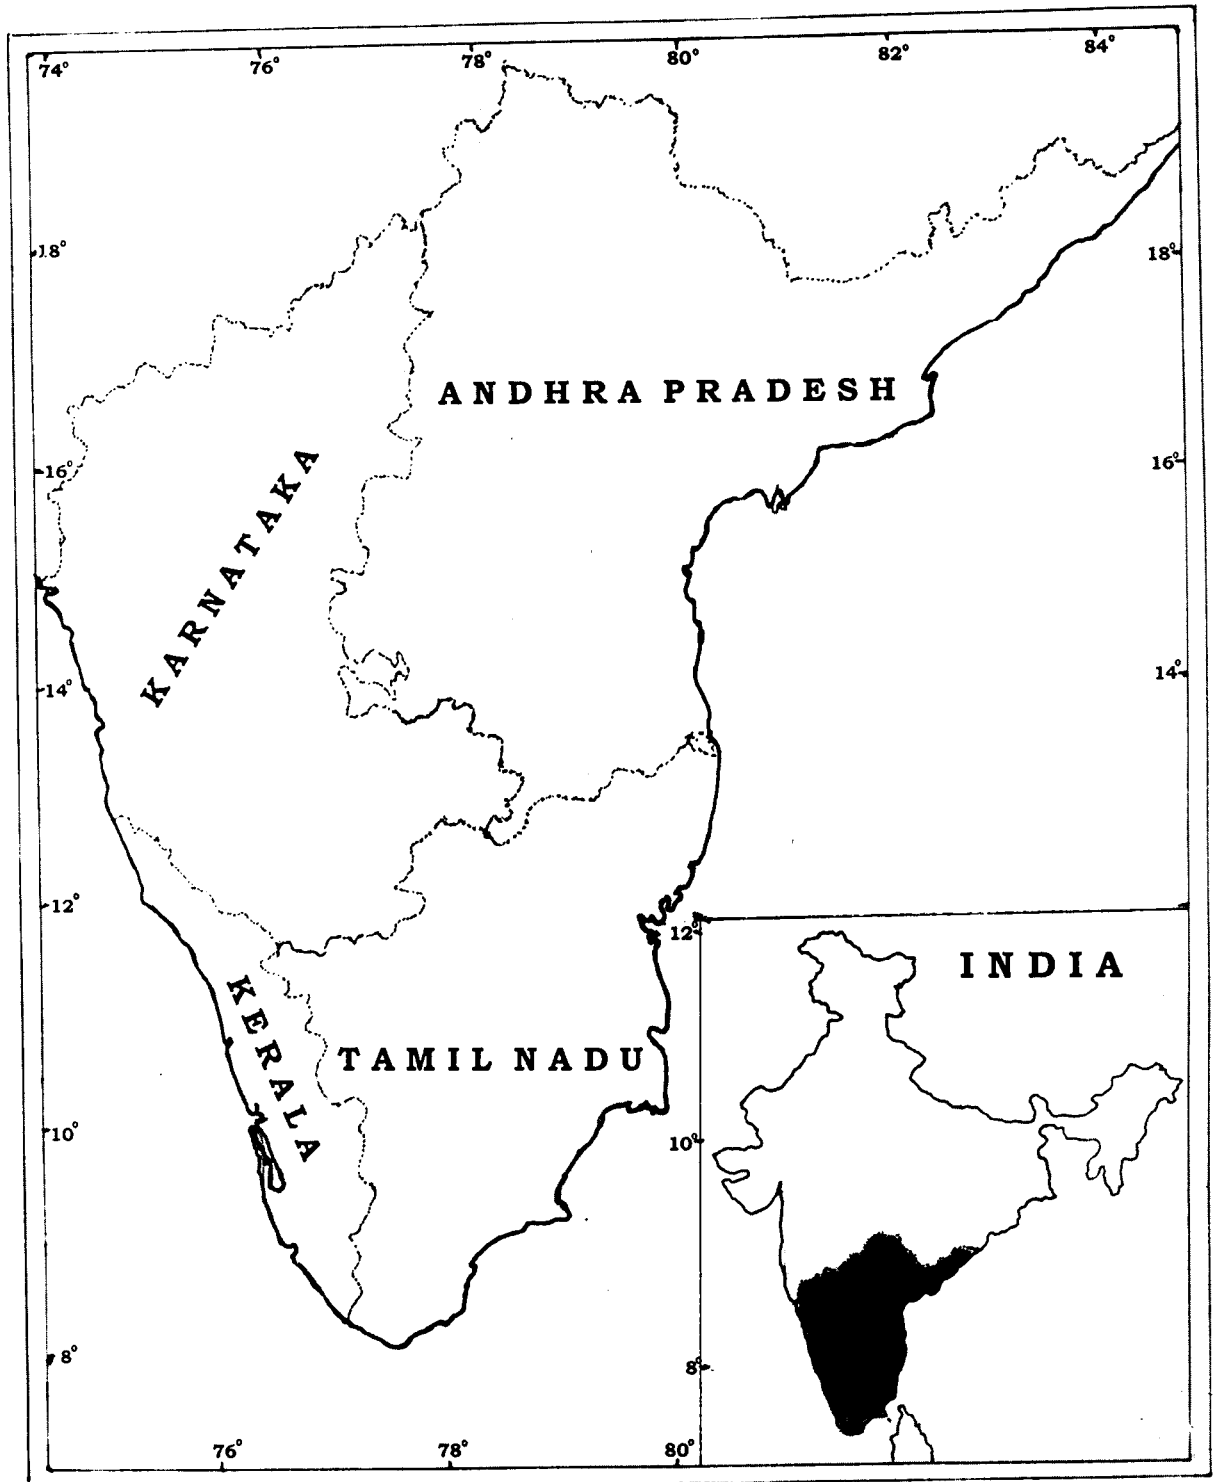 74° 76° 78° 80° 82° 84°
18° 18°
ANDHRA PRADESH
KARNATAKA
16° 16°
14° 14°
12° 12°
INDIA
KERALA
TAMIL NADU
10° 10°
8° 8°
76° 78° 80°